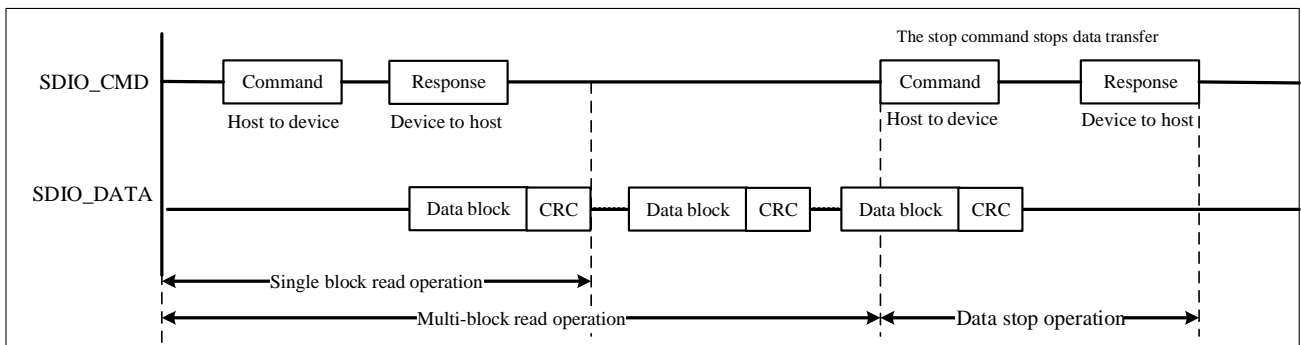 The stop command stops data transfer
SDIO_CMD
Command
Response
Command
Response
Host to device
Device to host
Host to device
Device to host
SDIO_DATA
Data block
CRC
Data block
CRC
Data block
CRC
Single block read operation
Multi-block read operation
Data stop operation